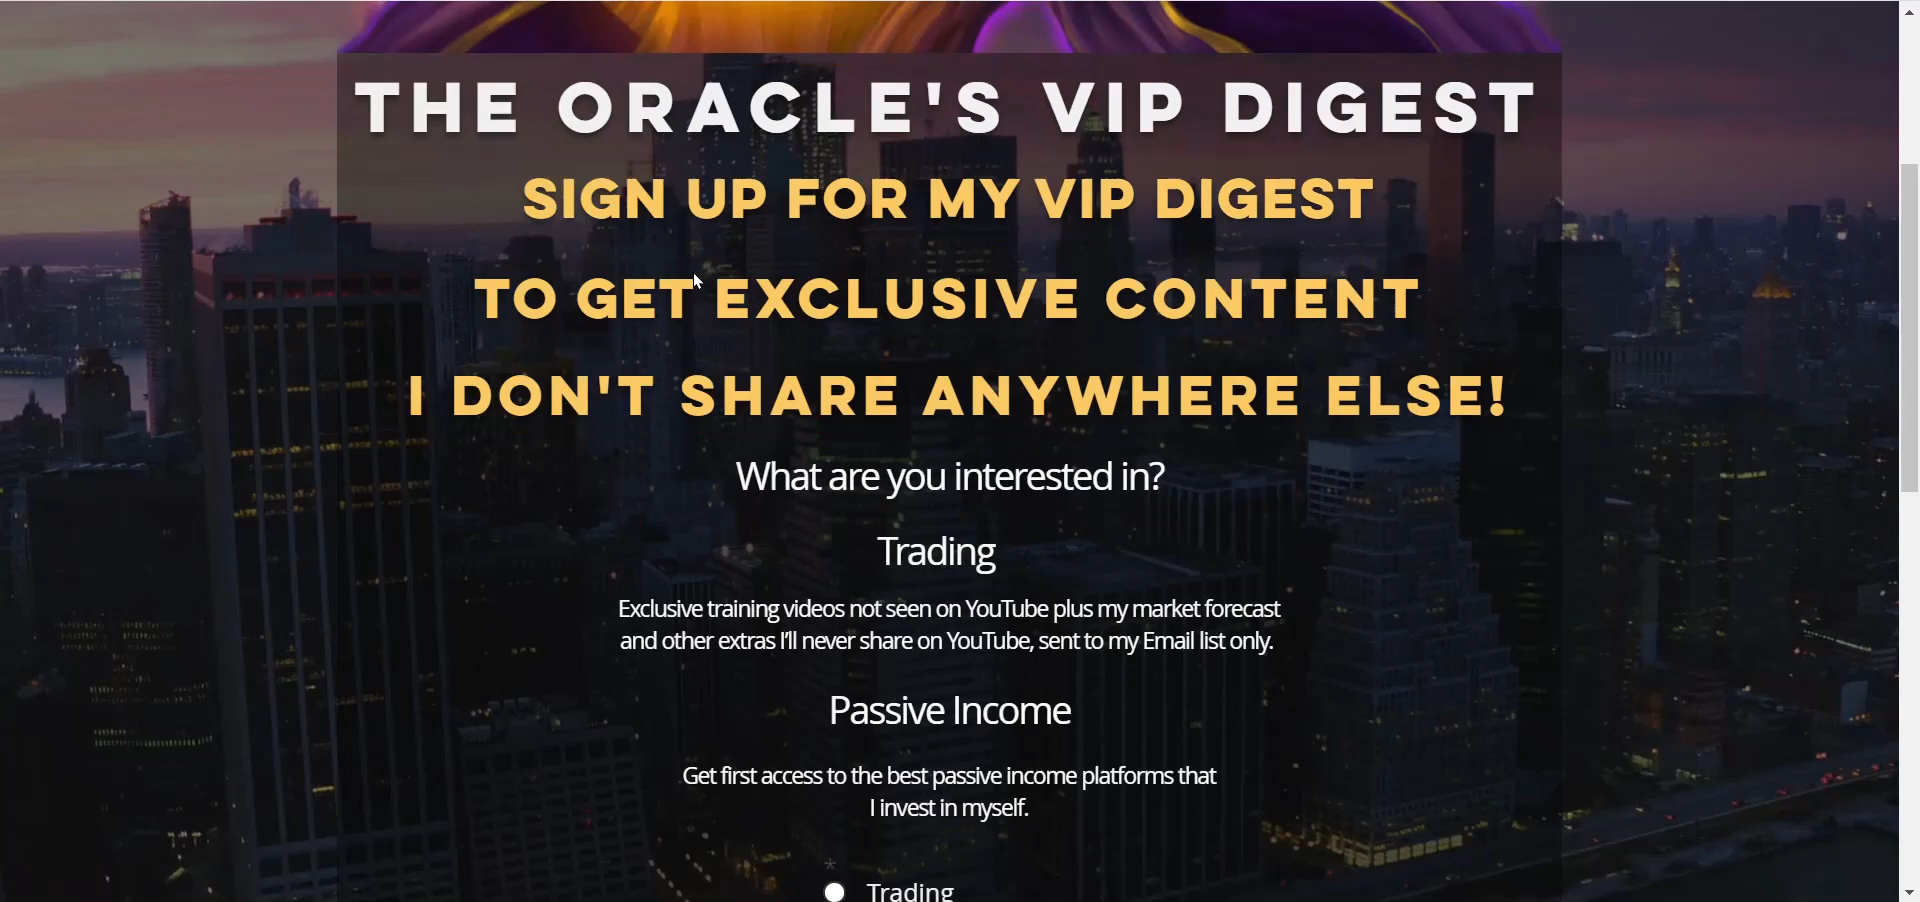 THE ORACLE'S VIP DIGEST
SIGN UP FOR MY VIP DIGEST
TO GET EXCLUSIVE CONTENT
I DON'T SHARE ANYWHERE ELSE!
What are you interested in?
Trading
Exclusive training videos not seen on YouTube plus my market forecast
and other extras I'll never share on YouTube, sent to my Email list only.
Passive Income
Get first access to the best passive income platforms that
I invest in myself.
*
Trading